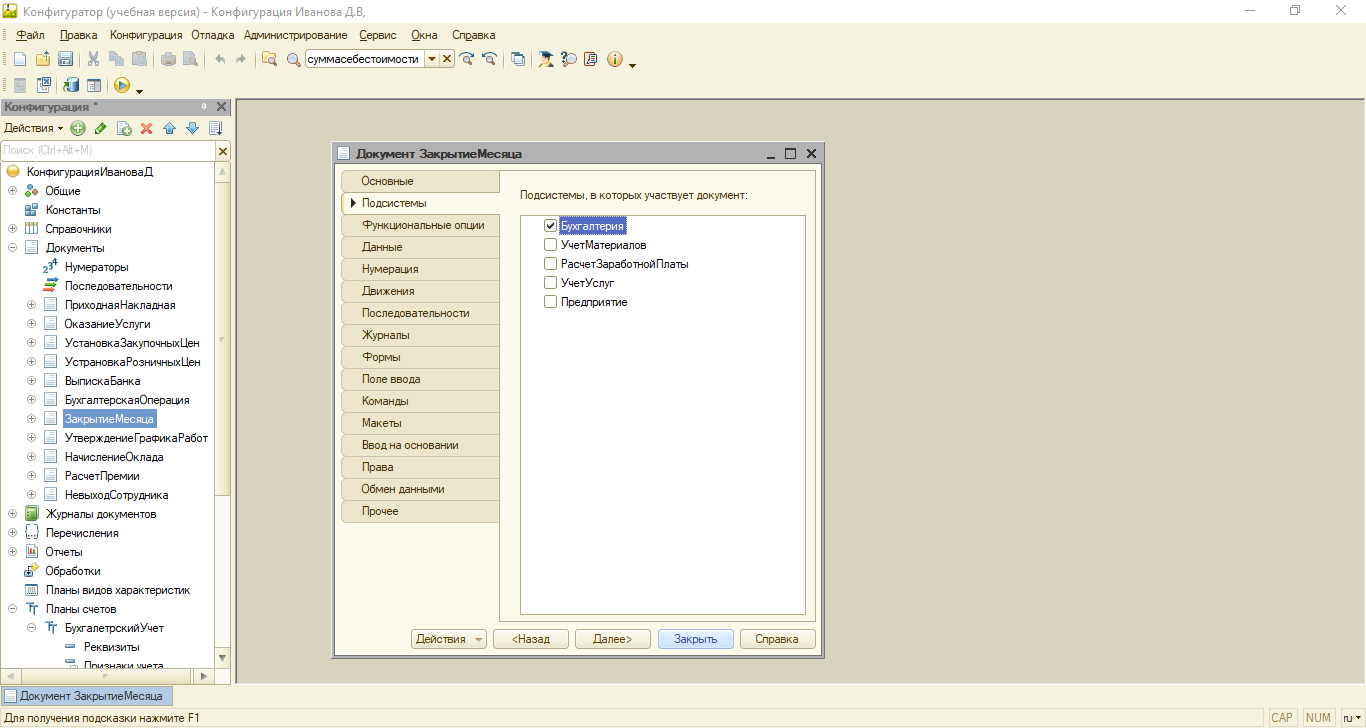 Конфигуратор (учебная версия) - Конфигурация Иванова Д.В,
Файл Правка Конфигурация Отладка Администрирование Сервис Окна Справка
суммасебестоимости
Конфигурация *
Действия
Поиск (Ctrl+Alt+M)
КонфигурацияИвановаД
Общие
Константы
Справочники
Документы
Нумераторы
Последовательности
ПриходнаяНакладная
ОказаниеУслуги
УстановкаЗакупочныхЦен
УстрановкаРозничныхЦен
ВыпискаБанка
БухгалтерскаяОперация
ЗакрытиеМесяца
УтверждениеГрафикаРабот
НачислениеОклада
РасчетПремии
НевыходСотрудника
Журналы документов
Перечисления
Отчеты
Обработки
Планы видов характеристик
Планы счетов
БухгалетрскийУчет
Реквизиты
Признаки учета
Документ ЗакрытиеМесяца
Основные
Подсистемы
Функциональные опции
Данные
Нумерация
Движения
Последовательности
Журналы
Формы
Поле ввода
Команды
Макеты
Ввод на основании
Права
Обмен данными
Прочее
Подсистемы, в которых участвует документ:
Бухгалтерия
УчетМатериалов
РасчетЗаработнойПлаты
УчетУслуг
Предприятие
Действия <Назад Далее> Закрыть Справка
Документ ЗакрытиеМесяца
Для получения подсказки нажмите F1 CAP NUM ru